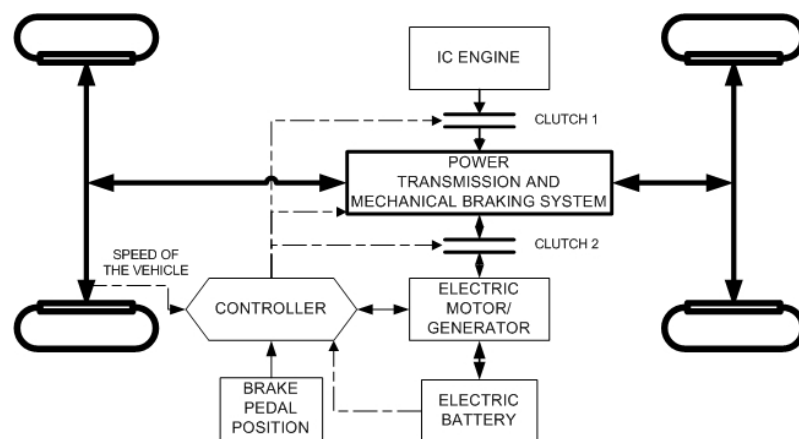 IC ENGINE
CLUTCH 1
POWER
TRANSMISSION AND
MECHANICAL BRAKING SYSTEM
CLUTCH 2
SPEED OF
THE VEHICLE
CONTROLLER
ELECTRIC
MOTOR/
GENERATOR
BRAKE
PEDAL
POSITION
ELECTRIC
BATTERY